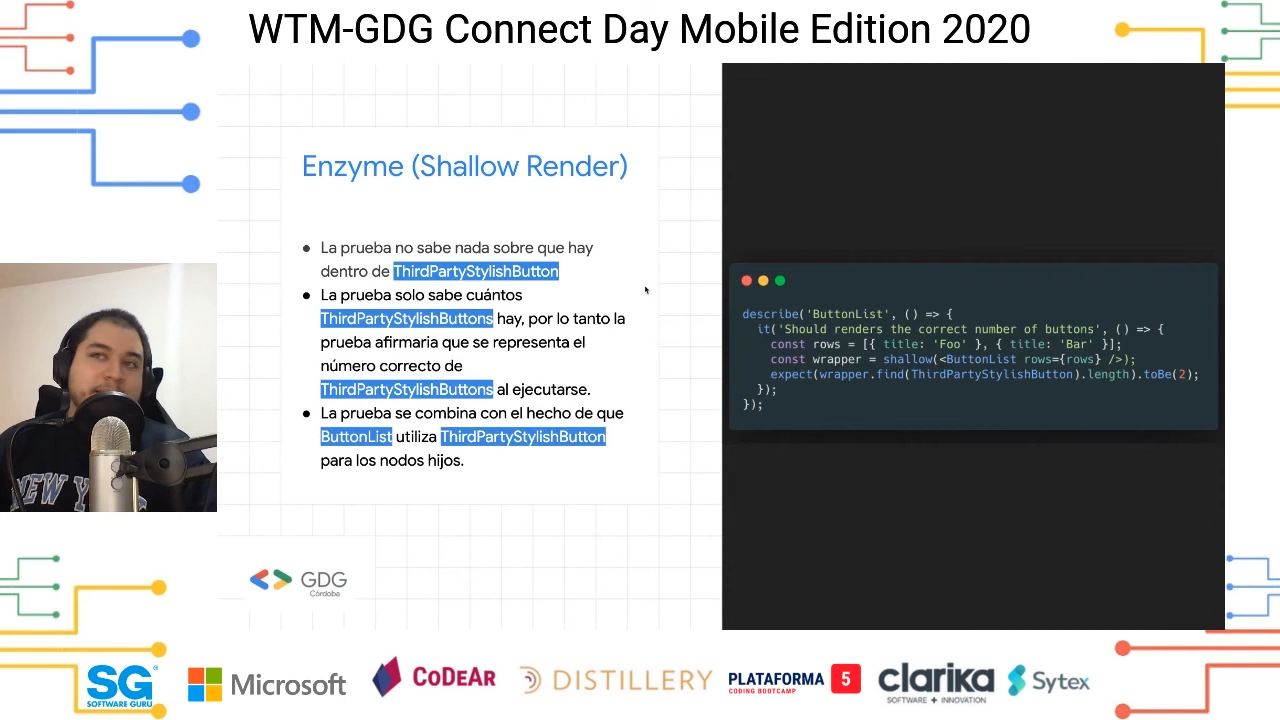 WTM-GDG Connect Day Mobile Edition 2020
Enzyme (Shallow Render)
● La prueba no sabe nada sobre que hay
dentro de ThirdPartyStylishButton
● La prueba solo sabe cuántos
ThirdPartyStylishButtons hay, por lo tanto la
prueba afirmaria que se representa el
número correcto de
ThirdPartyStylishButtons al ejecutarse.
● La prueba se combina con el hecho de que
ButtonList utiliza ThirdPartyStylishButton
para los nodos hijos.
describe('ButtonList', () => {
it('Should renders the correct number of buttons', () => {
const rows = [{ title: 'Foo' }, { title: 'Bar' }];
const wrapper = shallow(<ButtonList rows={rows} />);
expect(wrapper.find(ThirdPartyStylishButton).length).toBe(2);
});
});
NEW Y
GDG
Córdoba
SG
SOFTWARE GURU
Microsoft
CoDeAr
DISTILLERY
PLATAFORMA 5
CODING BOOTCAMP
clarika
SOFTWARE + INNOVATION
Sytex